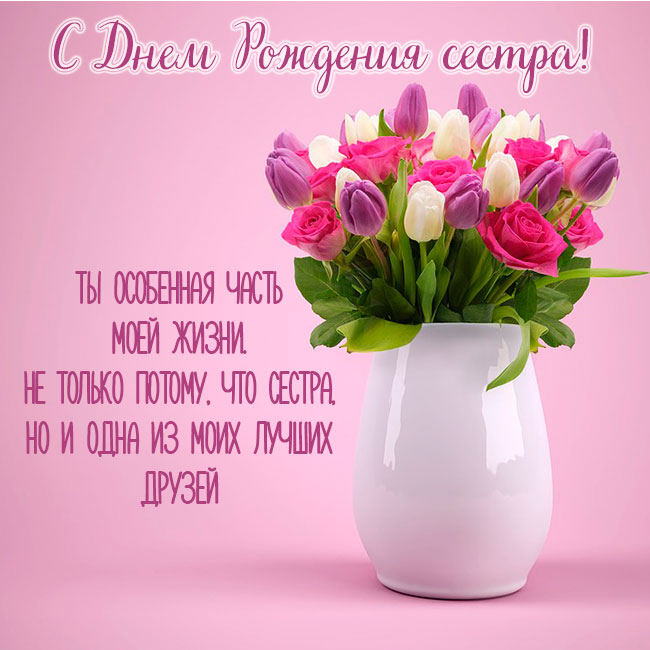 С Днем Рождения сестра!
ТЫ ОСОБЕННАЯ ЧАСТЬ
МОЕЙ ЖИЗНИ.
НЕ ТОЛЬКО ПОТОМУ, ЧТО СЕСТРА,
НО И ОДНА ИЗ МОИХ ЛУЧШИХ
ДРУЗЕЙ